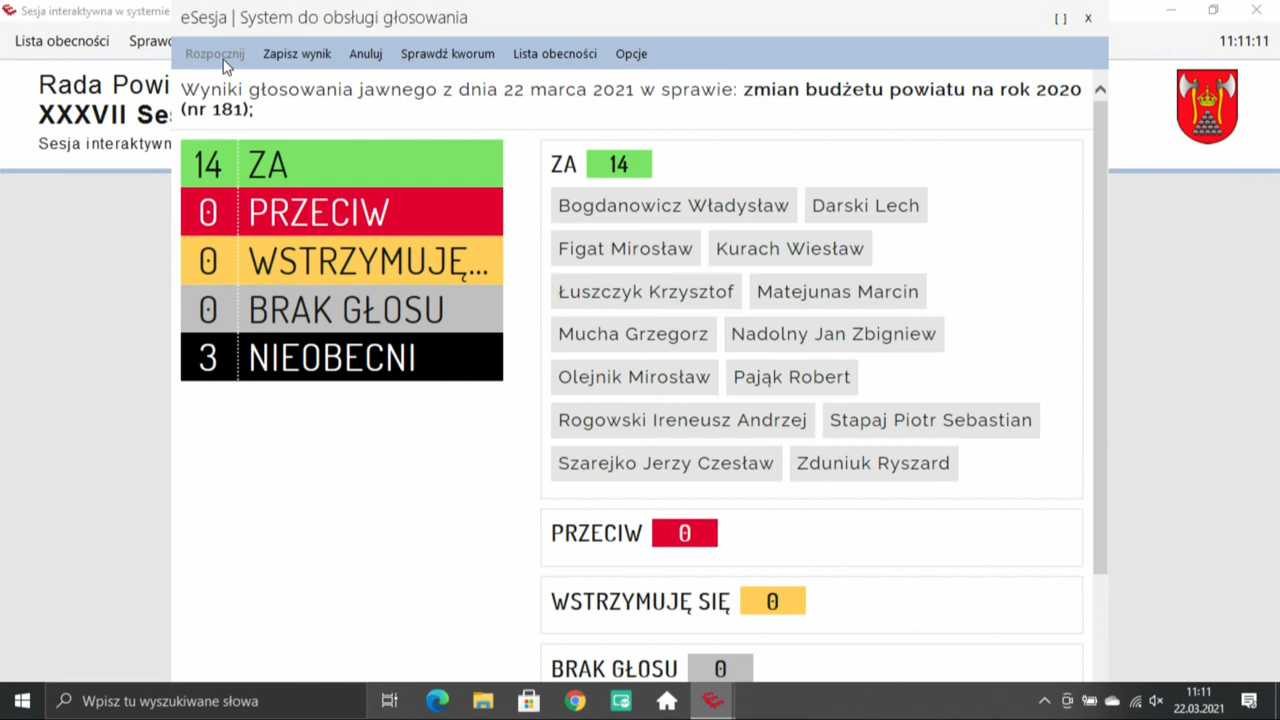 Sesja interaktywna w systemie
eSesja | System do obsługi głosowania
[ ] X
Lista obecności
Rozpocznij Zapisz wynik Anuluj Sprawdź kworum Lista obecności Opcje
11:11:11
Rada Powi
XXXVII Se
Sesja interaktywn
Wyniki głosowania jawnego z dnia 22 marca 2021 w sprawie: zmian budżetu powiatu na rok 2020
(nr 181);
14 ZA
0 PRZECIW
0 WSTRZYMUJĘ...
0 BRAK GŁOSU
3 NIEOBECNI
ZA 14
Bogdanowicz Władysław Darski Lech
Figat Mirosław Kurach Wiesław
Łuszczyk Krzysztof Matejunas Marcin
Mucha Grzegorz Nadolny Jan Zbigniew
Olejnik Mirosław Pająk Robert
Rogowski Ireneusz Andrzej Stapaj Piotr Sebastian
Szarejko Jerzy Czesław Zduniuk Ryszard
PRZECIW 0
WSTRZYMUJĘ SIĘ 0
BRAK GŁOSU 0
Wpisz tu wyszukiwane słowa
11:11
22.03.2021